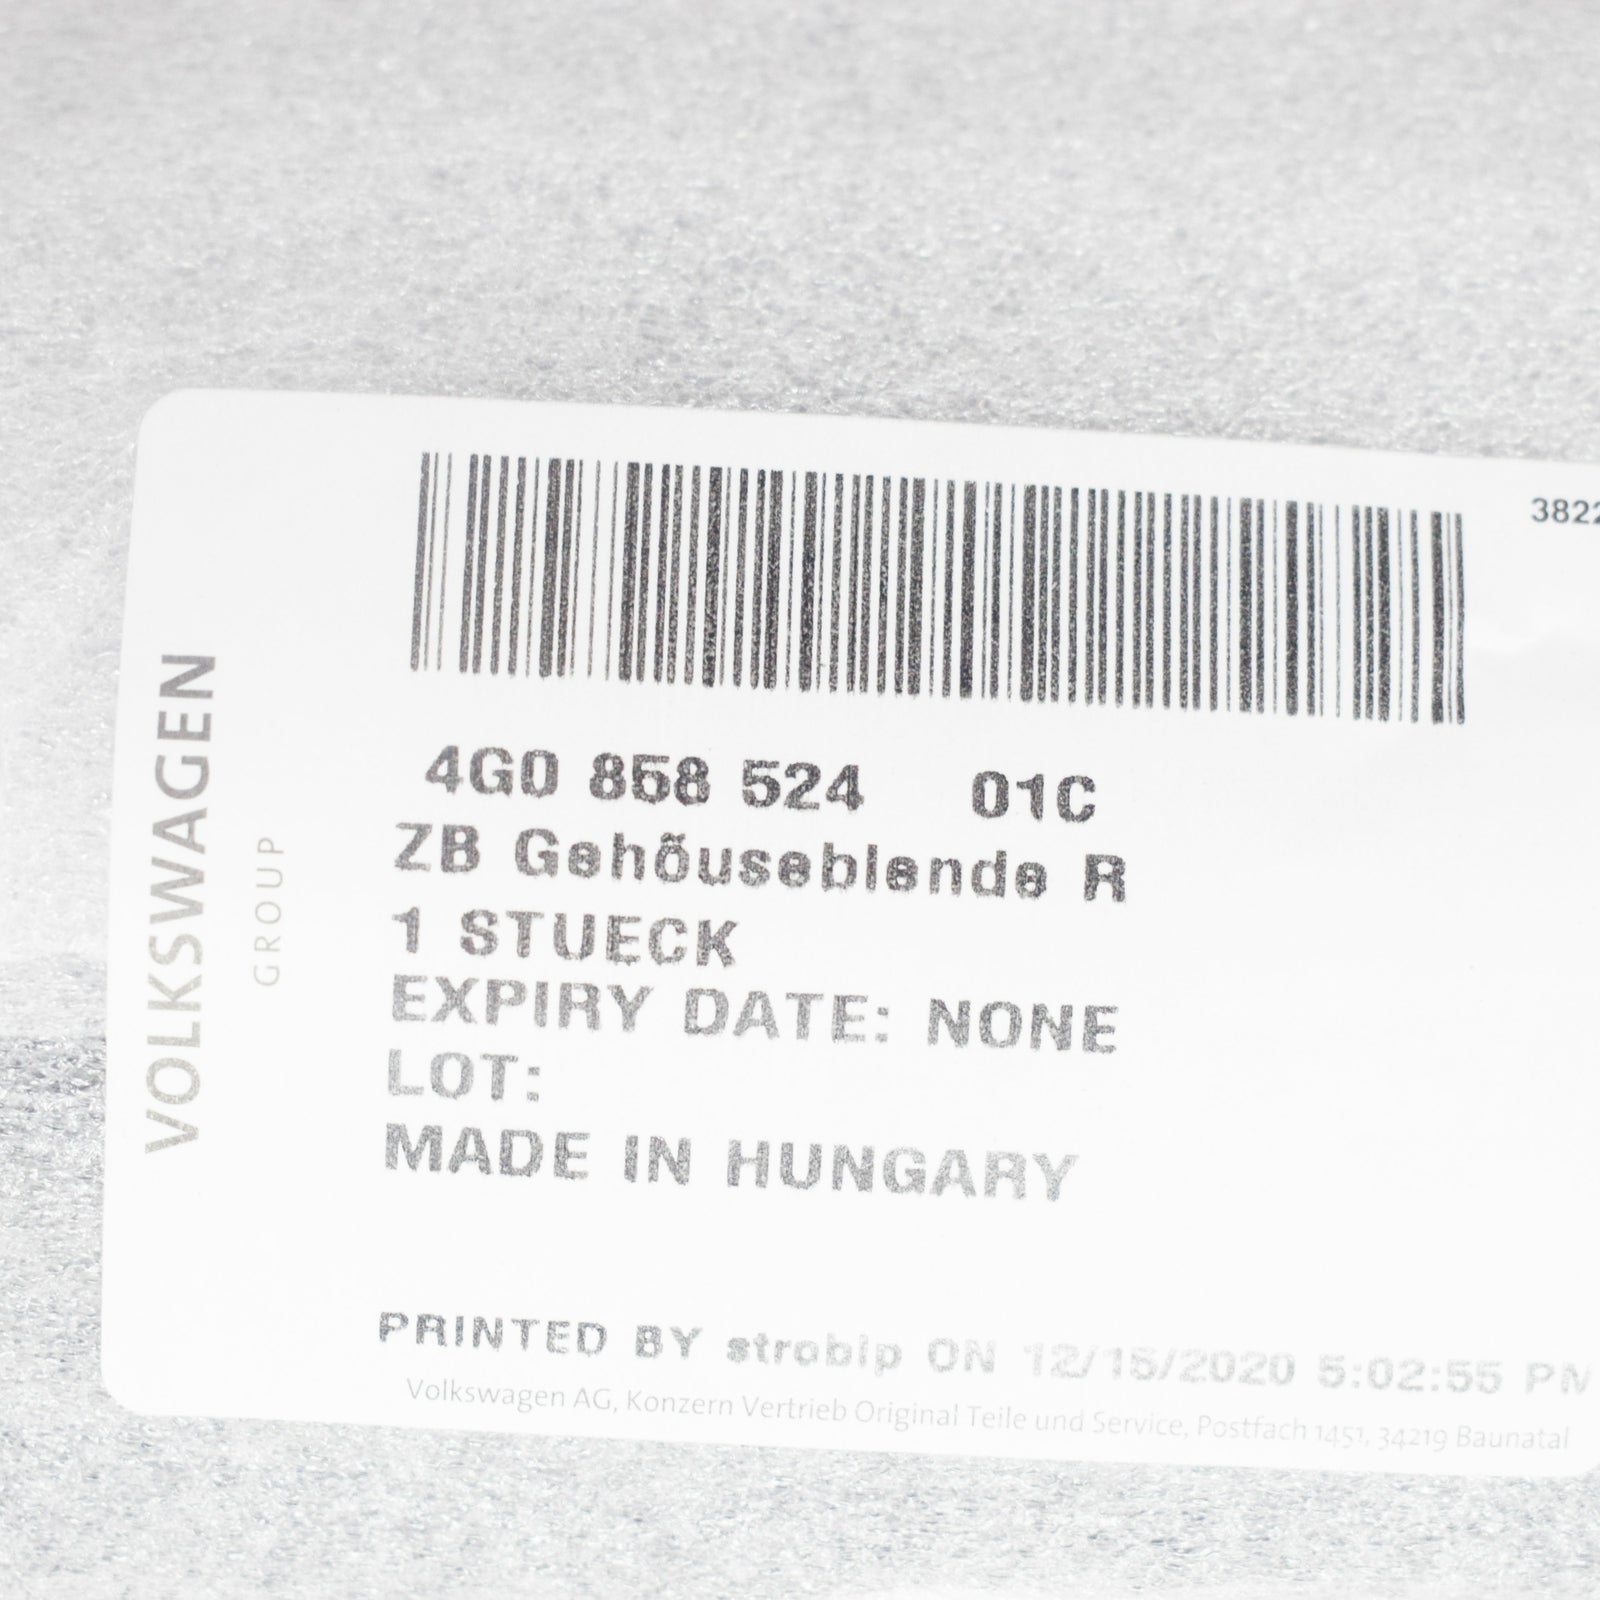 VOLKSWAGEN
GROUP
3822
4G0 858 524 01C
ZB Gehõuseblende R
1 STUECK
EXPIRY DATE: NONE
LOT:
MADE IN HUNGARY
PRINTED BY strobip ON 12/15/2020 5:02:55 PM
Volkswagen AG, Konzern Vertrieb Original Teile und Service, Postfach 1451, 34219 Baunatal